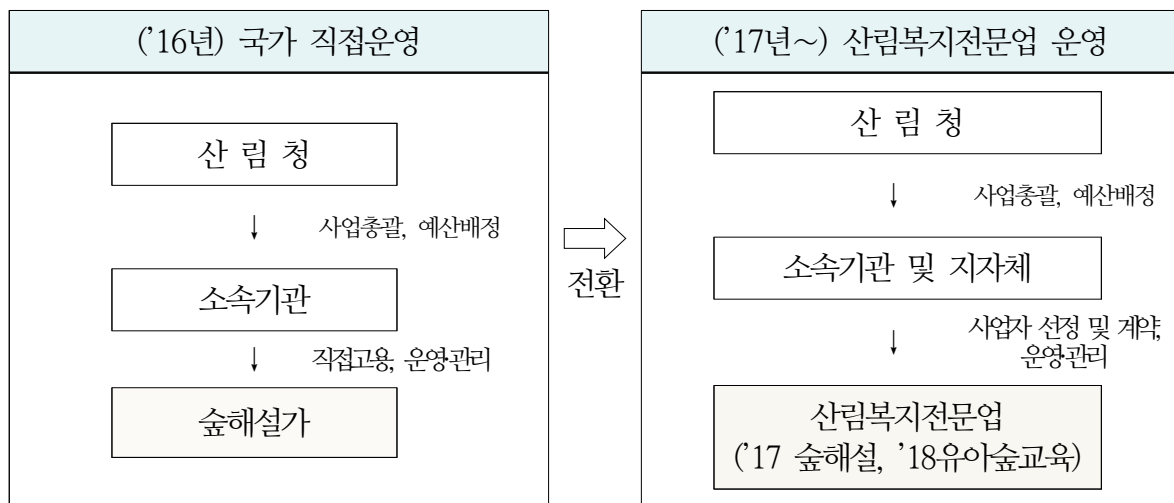 (’16년) 국가 직접운영
산 림 청
↓ 사업총괄, 예산배정
소속기관
↓ 직접고용, 운영·관리
숲해설가
전환
(’17년～) 산림복지전문업 운영
산 림 청
↓ 사업총괄, 예산배정
소속기관 및 지자체
↓ 사업자 선정 및 계약,
운영·관리
산림복지전문업
(’17 숲해설, ’18유아숲교육)